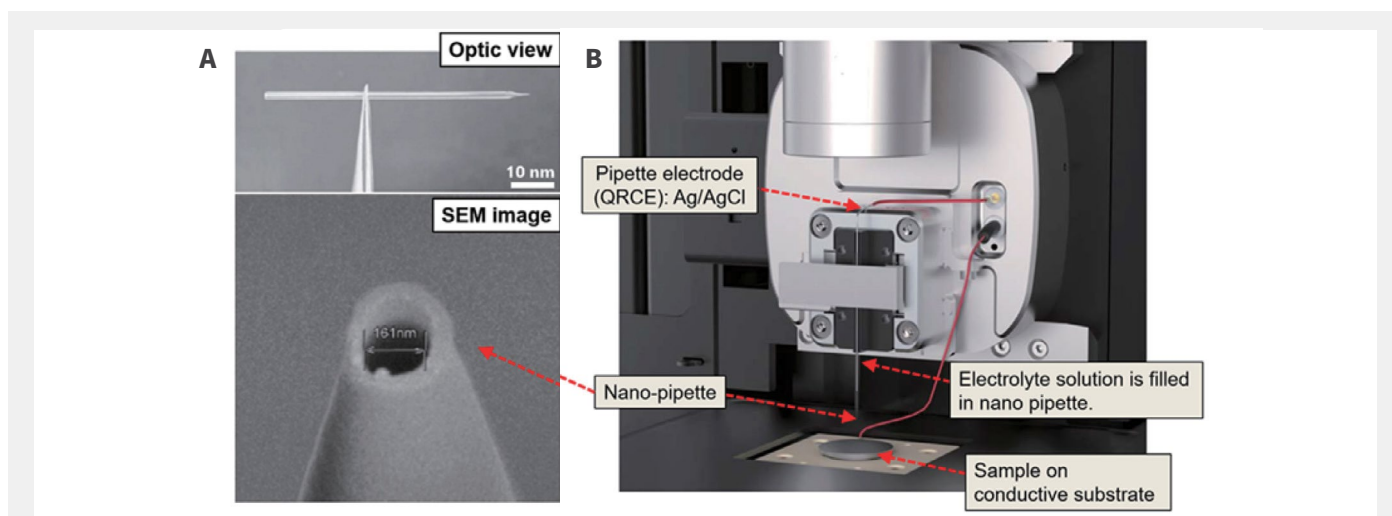 A
Optic view
10 nm
SEM image
161nm
B
Pipette electrode
(QRCE): Ag/AgCl
Nano-pipette
Electrolyte solution is filled
in nano pipette.
Sample on
conductive substrate